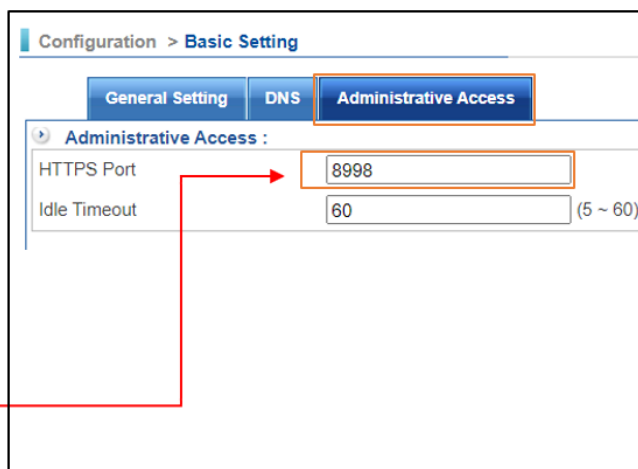 Configuration > Basic Setting
General Setting DNS Administrative Access
Administrative Access :
HTTPS Port 8998
Idle Timeout 60 (5 ~ 60)